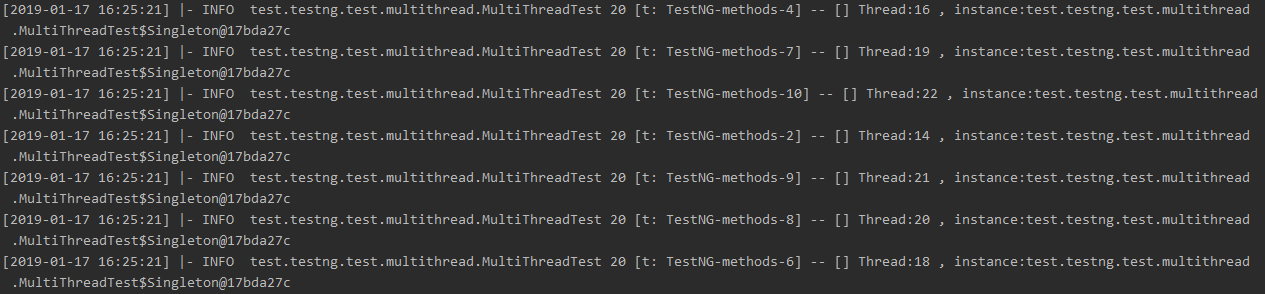 [2019-01-17 16:25:21] |- INFO  test.testng.test.multithread.MultiThreadTest 20 [t: TestNG-methods-4] -- [] Thread:16 , instance:test.testng.test.multithread
.MultiThreadTest$Singleton@17bda27c
[2019-01-17 16:25:21] |- INFO  test.testng.test.multithread.MultiThreadTest 20 [t: TestNG-methods-7] -- [] Thread:19 , instance:test.testng.test.multithread
.MultiThreadTest$Singleton@17bda27c
[2019-01-17 16:25:21] |- INFO  test.testng.test.multithread.MultiThreadTest 20 [t: TestNG-methods-10] -- [] Thread:22 , instance:test.testng.test.multithread
.MultiThreadTest$Singleton@17bda27c
[2019-01-17 16:25:21] |- INFO  test.testng.test.multithread.MultiThreadTest 20 [t: TestNG-methods-2] -- [] Thread:14 , instance:test.testng.test.multithread
.MultiThreadTest$Singleton@17bda27c
[2019-01-17 16:25:21] |- INFO  test.testng.test.multithread.MultiThreadTest 20 [t: TestNG-methods-9] -- [] Thread:21 , instance:test.testng.test.multithread
.MultiThreadTest$Singleton@17bda27c
[2019-01-17 16:25:21] |- INFO  test.testng.test.multithread.MultiThreadTest 20 [t: TestNG-methods-8] -- [] Thread:20 , instance:test.testng.test.multithread
.MultiThreadTest$Singleton@17bda27c
[2019-01-17 16:25:21] |- INFO  test.testng.test.multithread.MultiThreadTest 20 [t: TestNG-methods-6] -- [] Thread:18 , instance:test.testng.test.multithread
.MultiThreadTest$Singleton@17bda27c